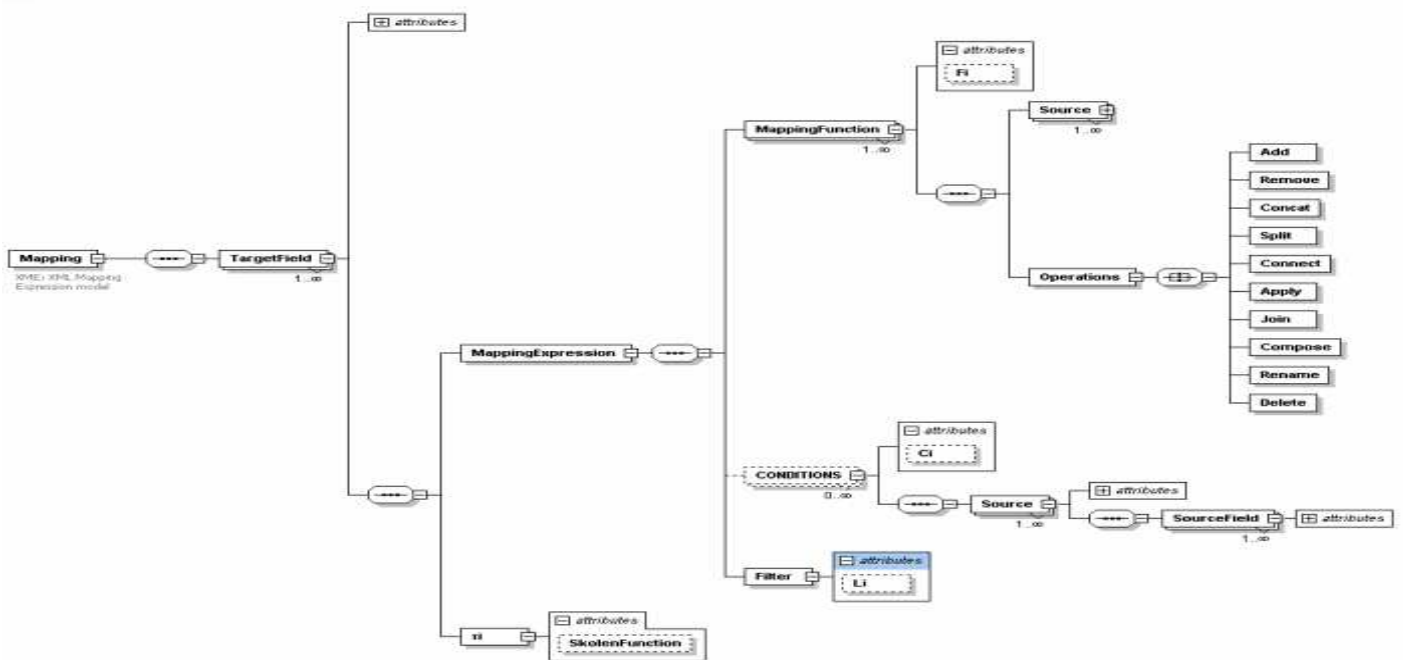 attributes
attributes
Fi
Source
1..∞
MappingFunction
1..∞
Add
Remove
Concat
Split
Connect
Apply
Join
Compose
Rename
Delete
Operations
Mapping
XME: XML Mapping
Expression model
TargetField
1..∞
MappingExpression
attributes
Ci
CONDITIONS
0..∞
Source
1..∞
attributes
SourceField
1..∞
attributes
Filter
attributes
Li
attributes
SkolenFunction